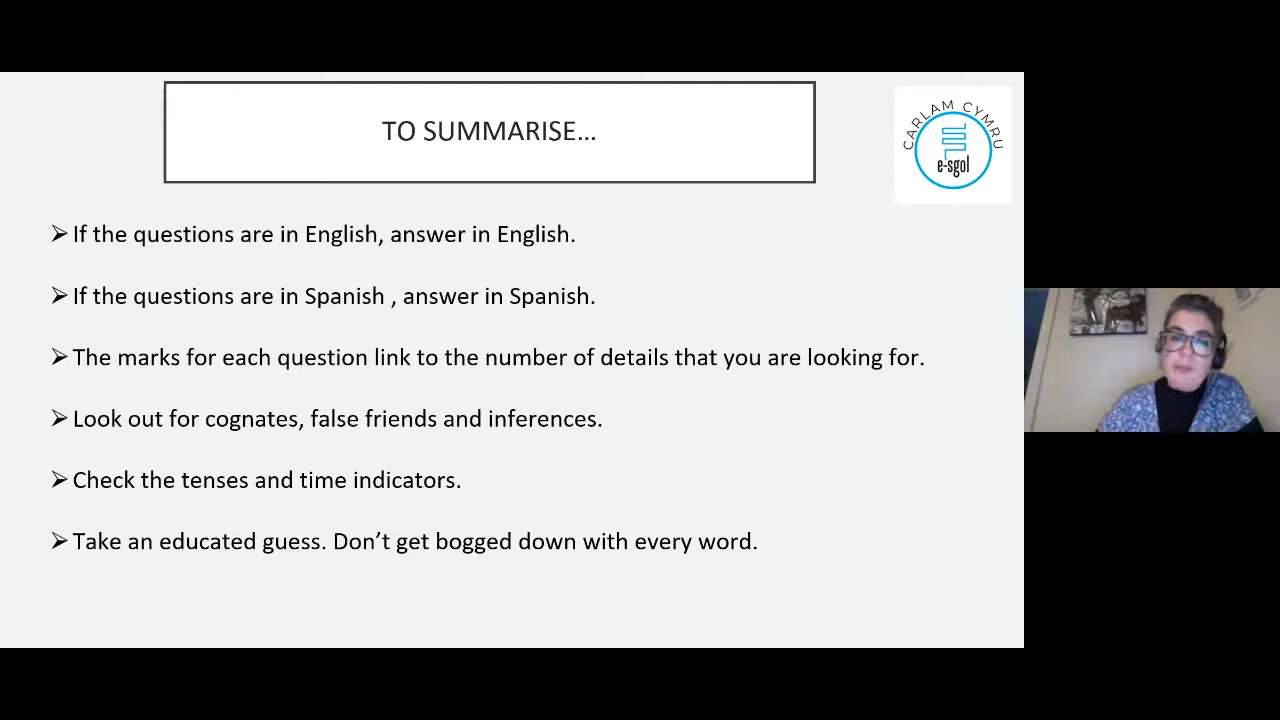 TO SUMMARISE…
CARLAM CYMRU
e-sgol
➢ If the questions are in English, answer in English.
➢ If the questions are in Spanish , answer in Spanish.
➢ The marks for each question link to the number of details that you are looking for.
➢ Look out for cognates, false friends and inferences.
➢ Check the tenses and time indicators.
➢ Take an educated guess. Don’t get bogged down with every word.